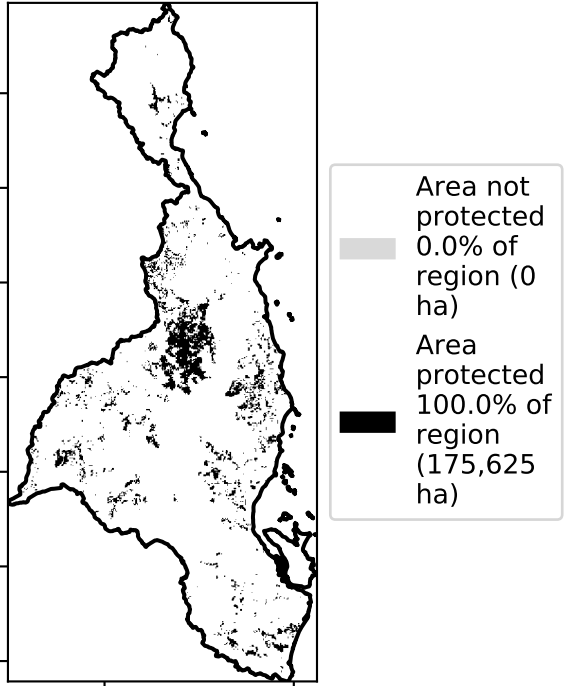 Area not
protected
0.0% of
region (0
ha)
Area
protected
100.0% of
region
(175,625
ha)